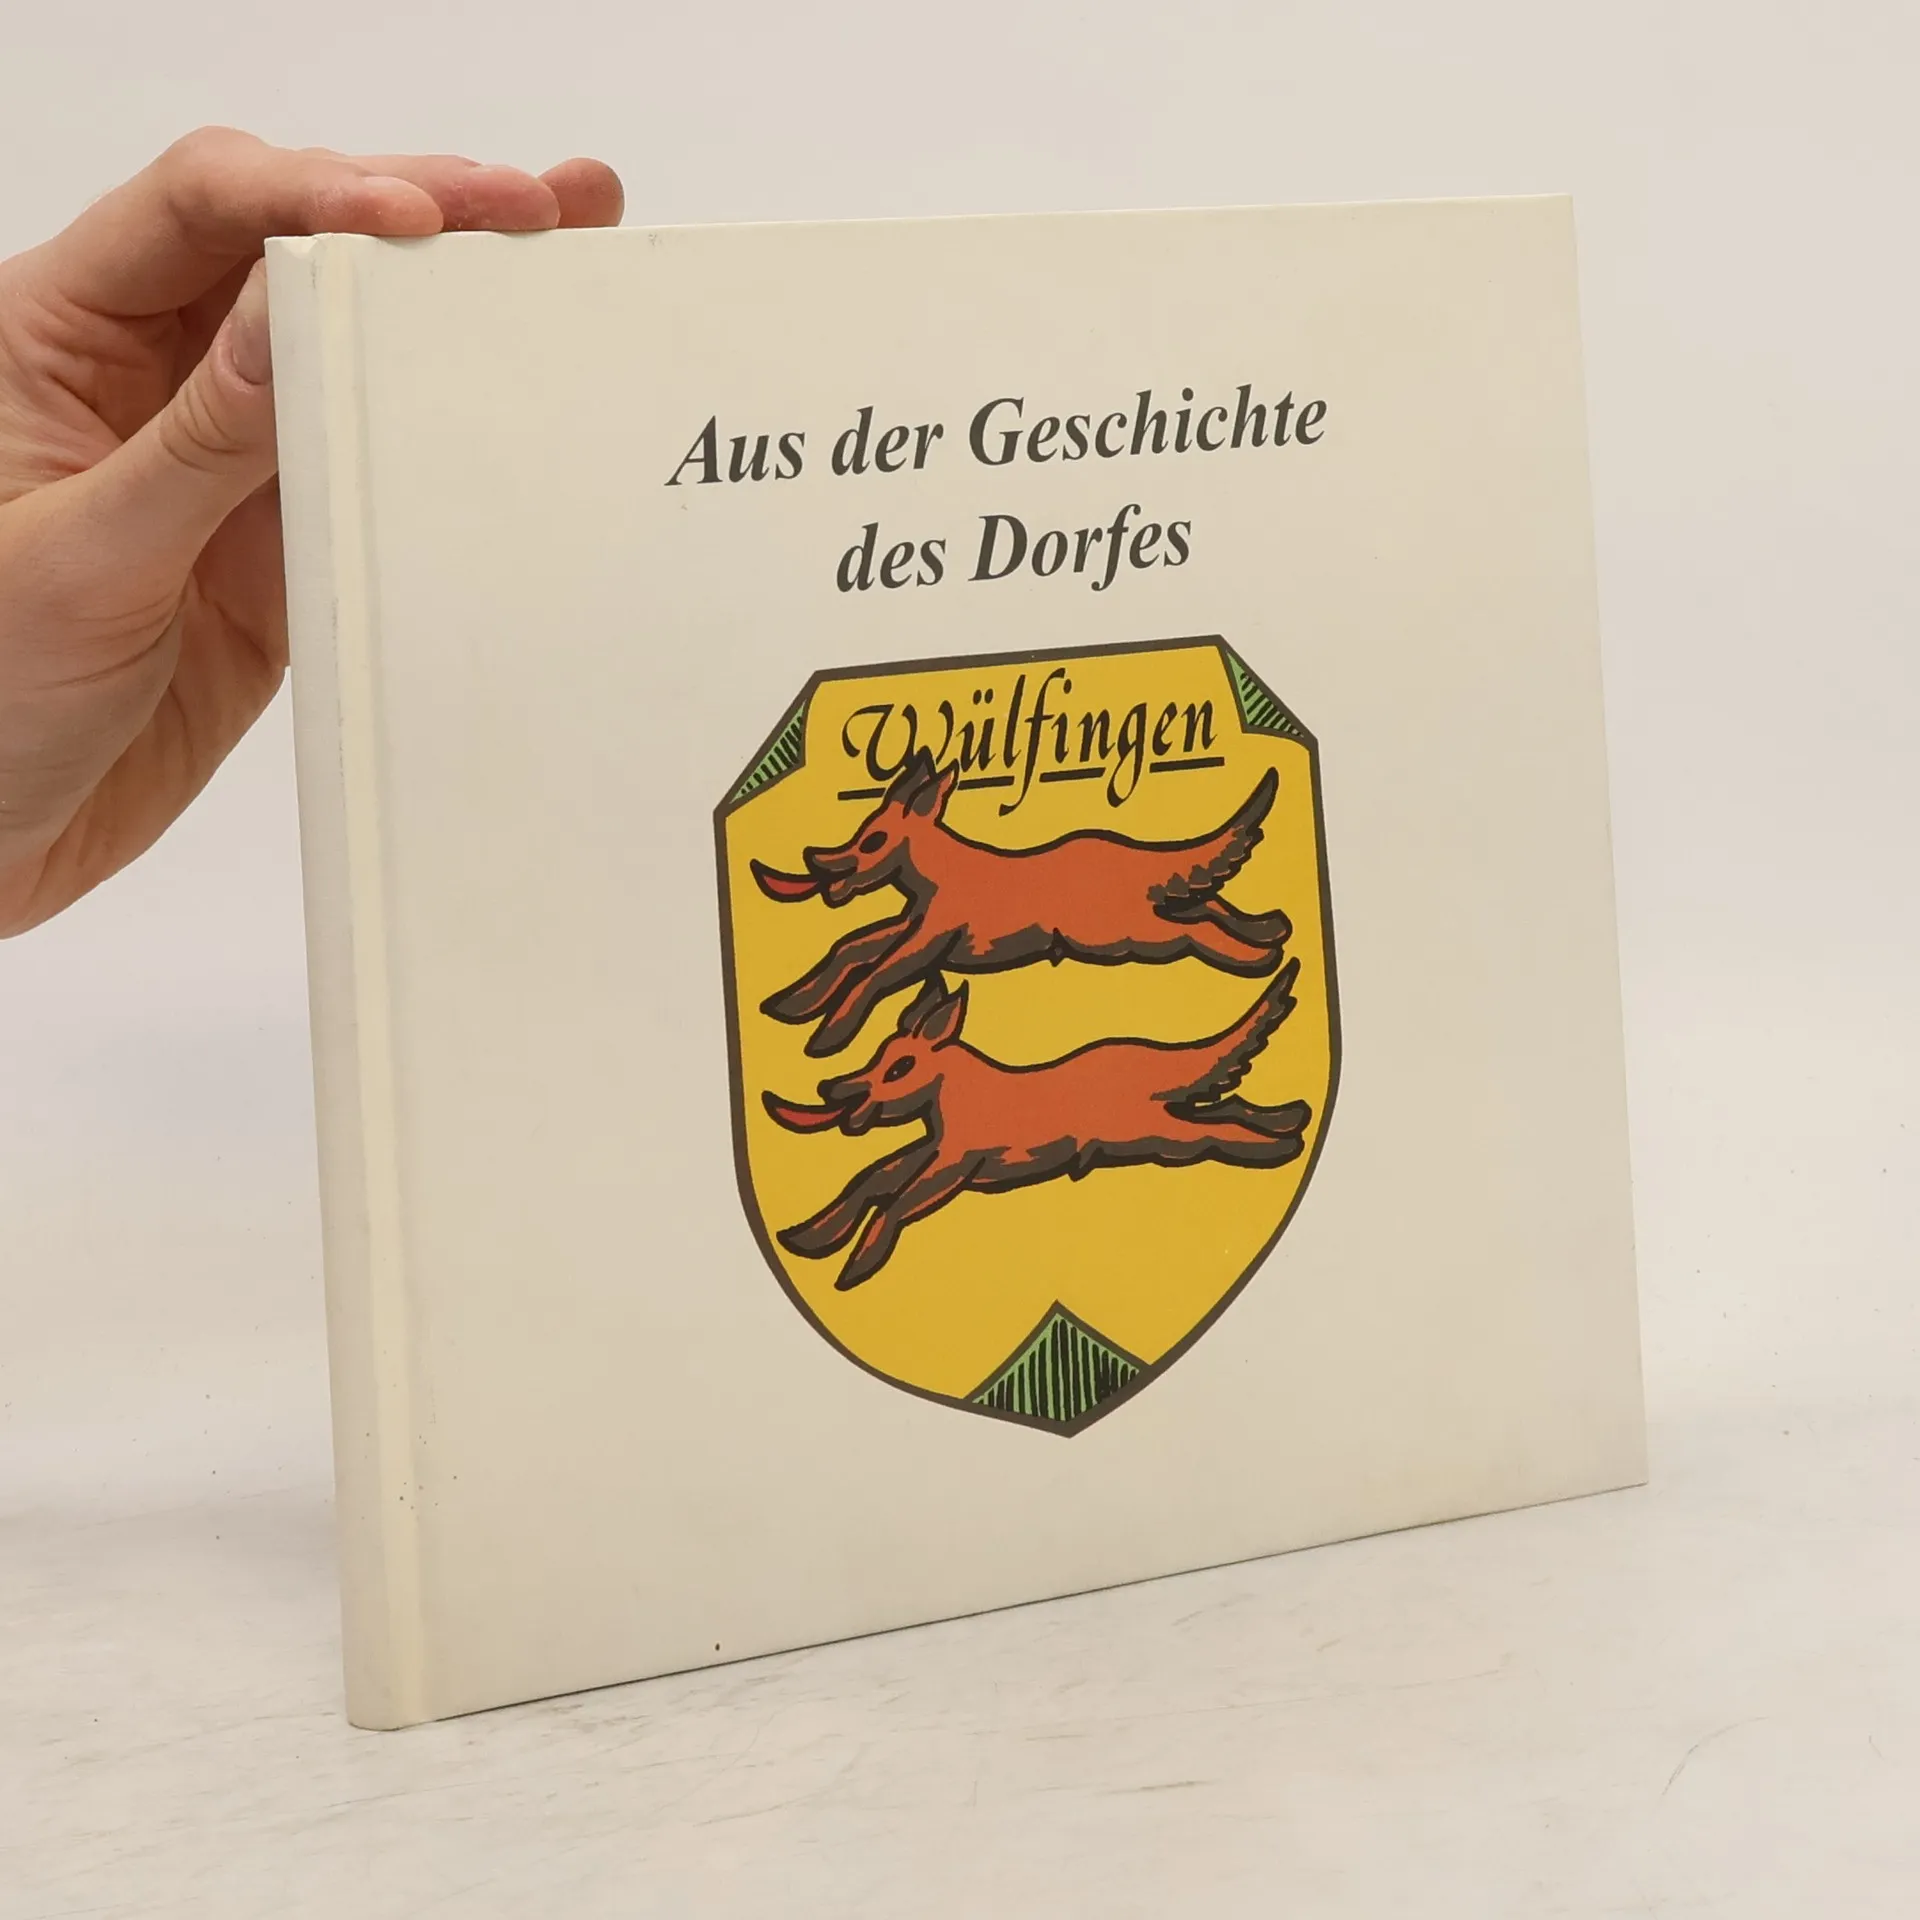 Aus der Geschichte
des Dorfes
Wülfingen